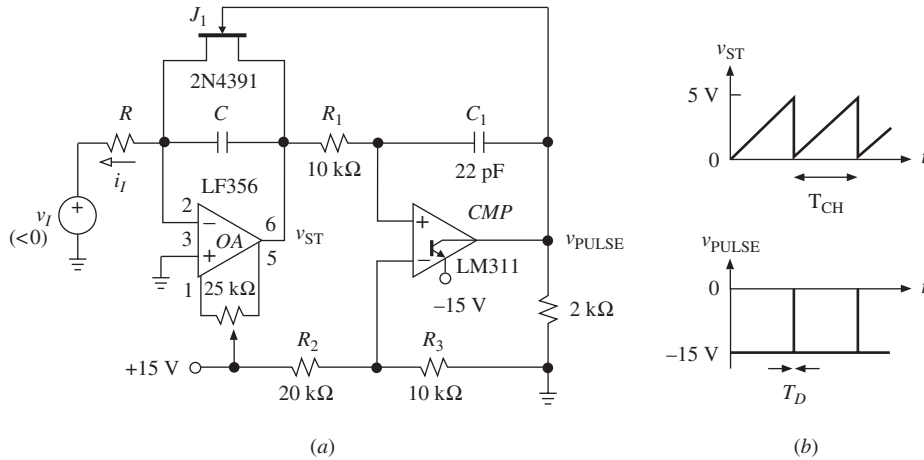 J1
2N4391
R
C
R1
C1
10 kΩ
22 pF
iI
LF356
vI
(<0)
2
3
1
6
5
OA
vST
CMP
LM311
–15 V
vPULSE
25 kΩ
2 kΩ
+15 V
R2
R3
20 kΩ
10 kΩ
(a)
vST
5 V
0
t
TCH
vPULSE
0
t
–15 V
TD
(b)